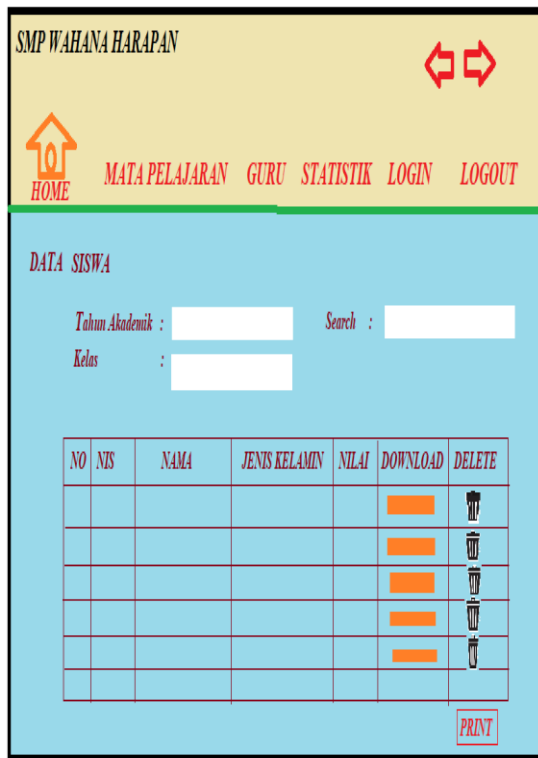 SMP WAHANA HARAPAN
HOME MATA PELAJARAN GURU STATISTIK LOGIN LOGOUT
DATA SISWA
Tahun Akademik : Search :
Kelas :
NO NIS NAMA JENIS KELAMIN NILAI DOWNLOAD DELETE
PRINT